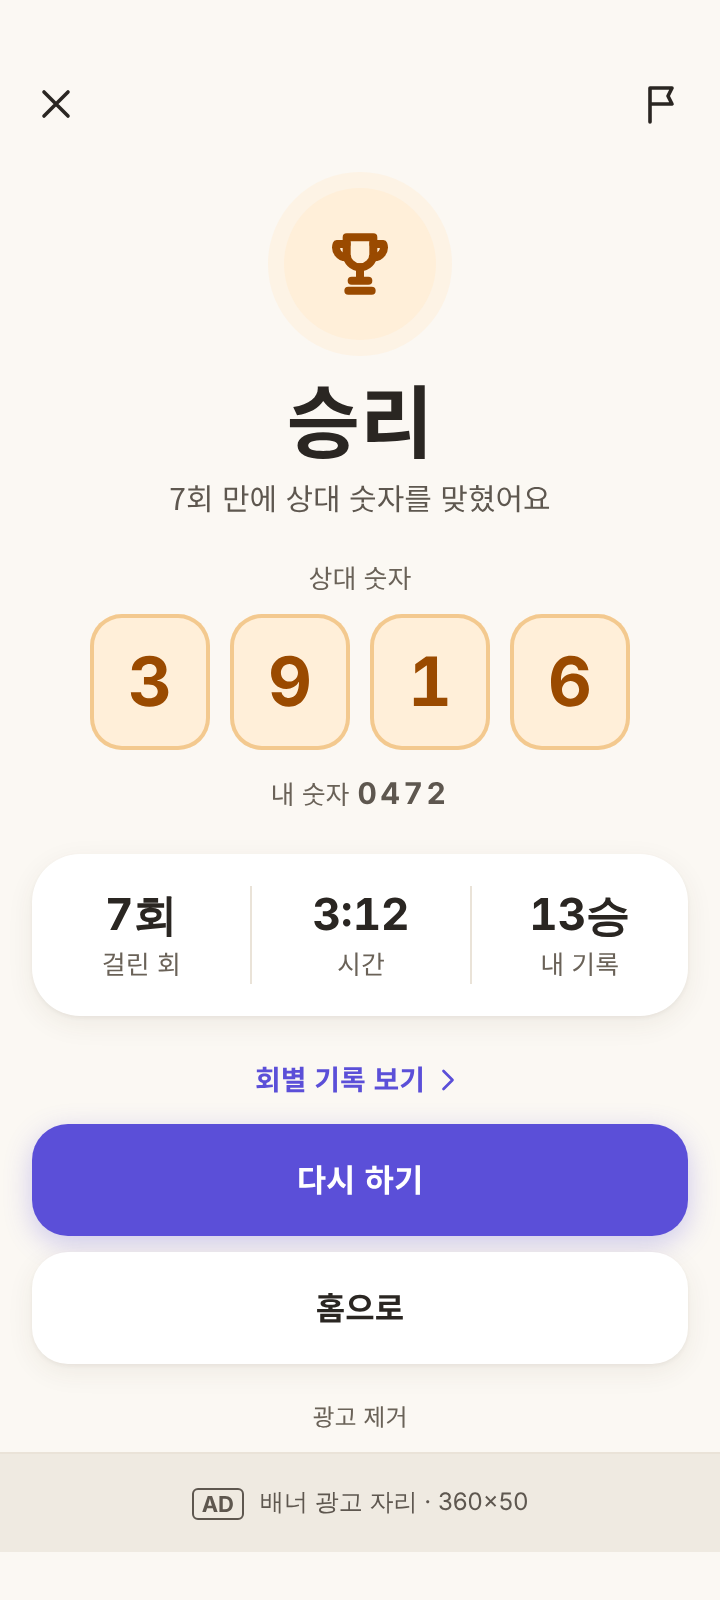 승리
7회 만에 상대 숫자를 맞혔어요
상대 숫자
3 9 1 6
내 숫자 0472
7회 3:12 13승
걸린 회 시간 내 기록
회별 기록 보기
다시 하기
홈으로
광고 제거
AD 배너 광고 자리 · 360×50